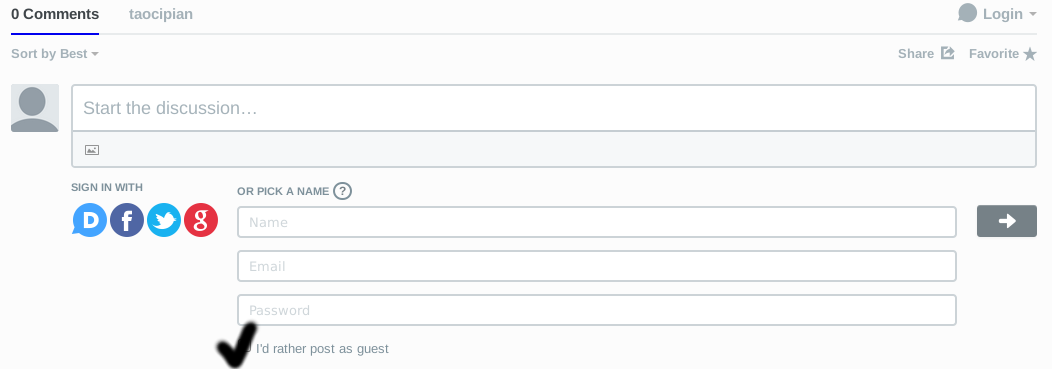 0 Comments taocipian Login
Sort by Best Share Favorite
Start the discussion…
SIGN IN WITH
OR PICK A NAME ?
D f g
Name
Email
Password
I'd rather post as guest